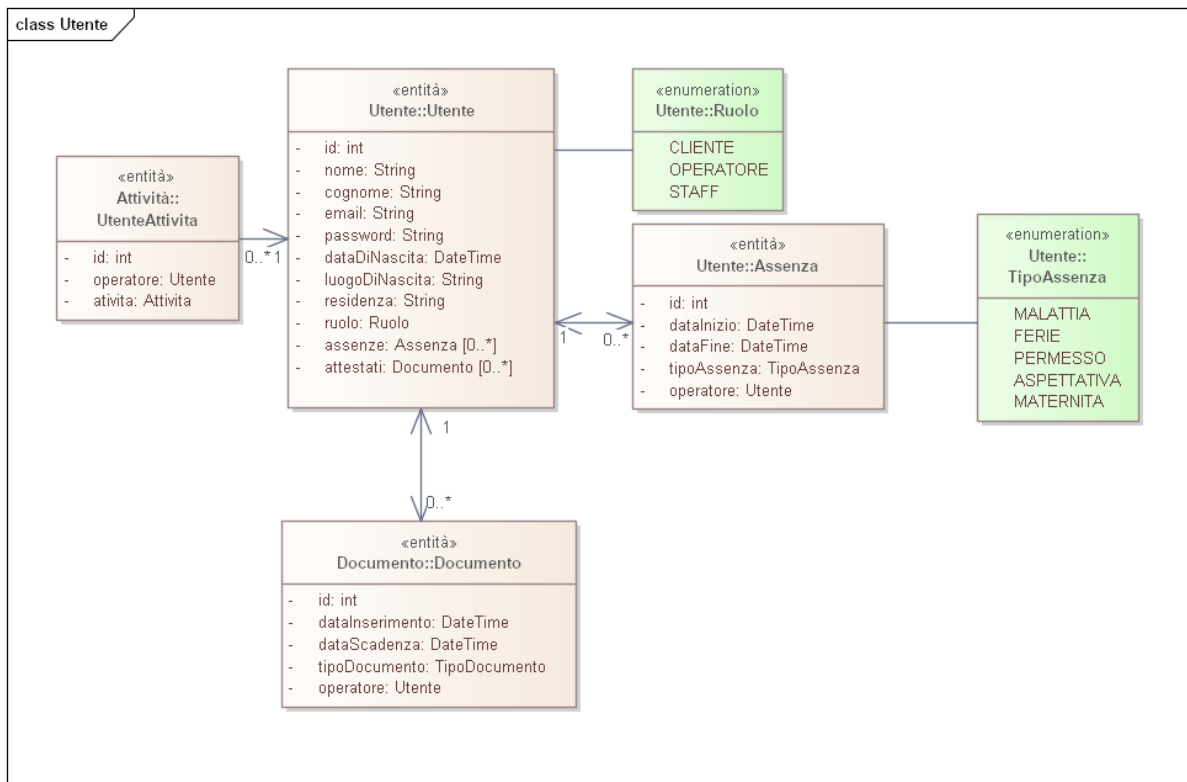 class Utente
«entità»
Utente::Utente
- id: int
- nome: String
- cognome: String
- email: String
- password: String
- dataDiNascita: DateTime
- luogoDiNascita: String
- residenza: String
- ruolo: Ruolo
- assenze: Assenza [0..*]
- attestati: Documento [0..*]
«enumeration»
Utente::Ruolo
CLIENTE
OPERATORE
STAFF
«entità»
Attività::
UtenteAttivita
- id: int
- operatore: Utente
- ativita: Attivita
0..*
1
«entità»
Utente::Assenza
- id: int
- dataInizio: DateTime
- dataFine: DateTime
- tipoAssenza: TipoAssenza
- operatore: Utente
1
0..*
«enumeration»
Utente::
TipoAssenza
MALATTIA
FERIE
PERMESSO
ASPETTATIVA
MATERNITA
1
0..*
«entità»
Documento::Documento
- id: int
- dataInserimento: DateTime
- dataScadenza: DateTime
- tipoDocumento: TipoDocumento
- operatore: Utente